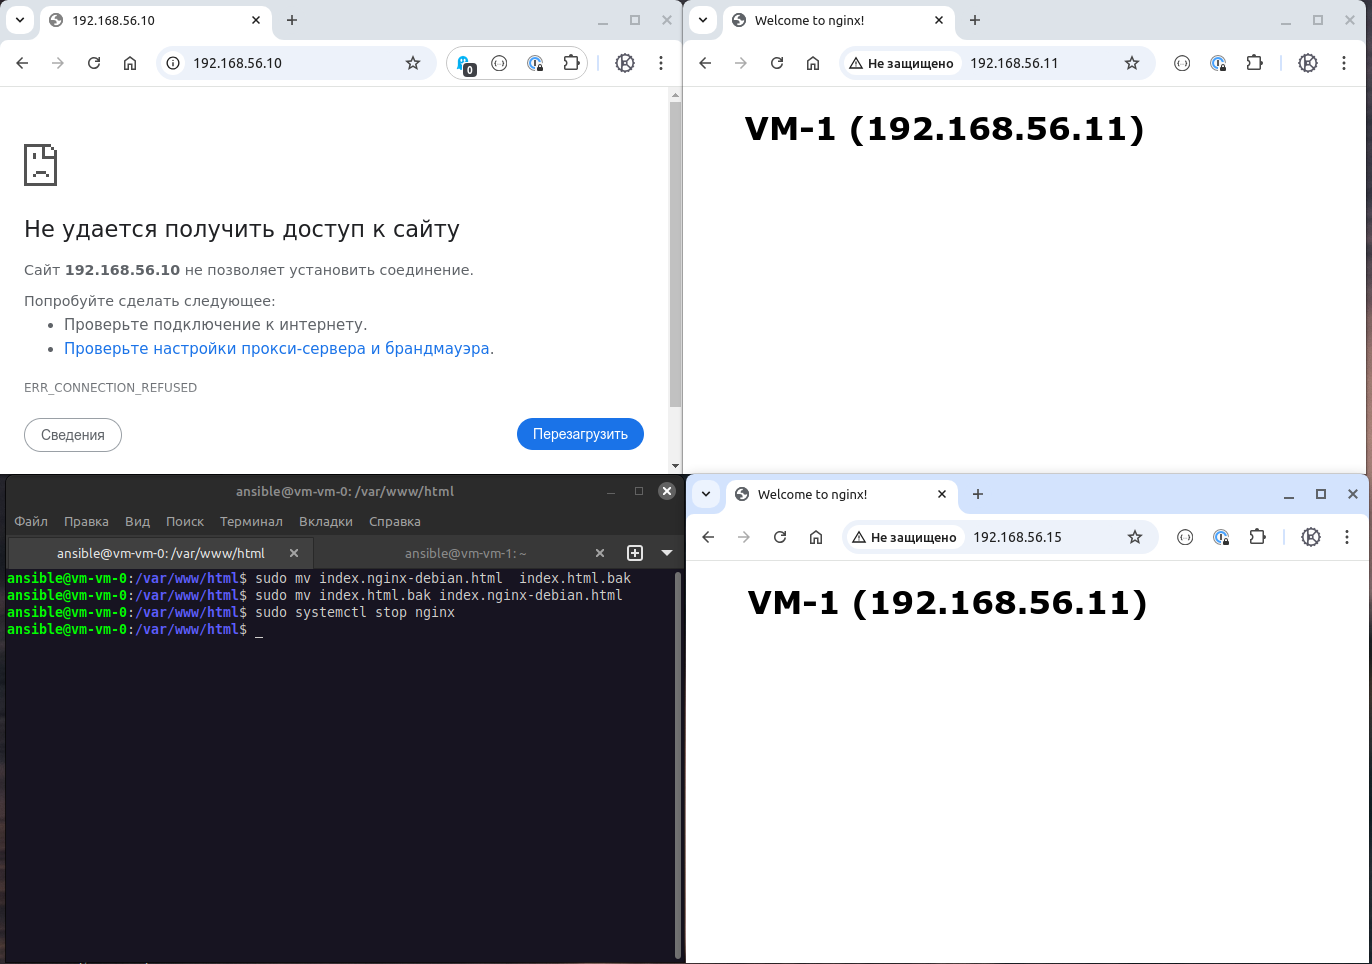 192.168.56.10
192.168.56.10
0
Не удается получить доступ к сайту
Сайт 192.168.56.10 не позволяет установить соединение.
Попробуйте сделать следующее:
• Проверьте подключение к интернету.
• Проверьте настройки прокси-сервера и брандмауэра.
ERR_CONNECTION_REFUSED
Сведения
Перезагрузить
Welcome to nginx!
Не защищено 192.168.56.11
VM-1 (192.168.56.11)
ansible@vm-vm-0: /var/www/html
Файл Правка Вид Поиск Терминал Вкладки Справка
ansible@vm-vm-0: /var/www/html
ansible@vm-vm-1: ~
ansible@vm-vm-0:/var/www/html$ sudo mv index.nginx-debian.html  index.html.bak
ansible@vm-vm-0:/var/www/html$ sudo mv index.html.bak index.nginx-debian.html
ansible@vm-vm-0:/var/www/html$ sudo systemctl stop nginx
ansible@vm-vm-0:/var/www/html$ _
Welcome to nginx!
Не защищено 192.168.56.15
VM-1 (192.168.56.11)